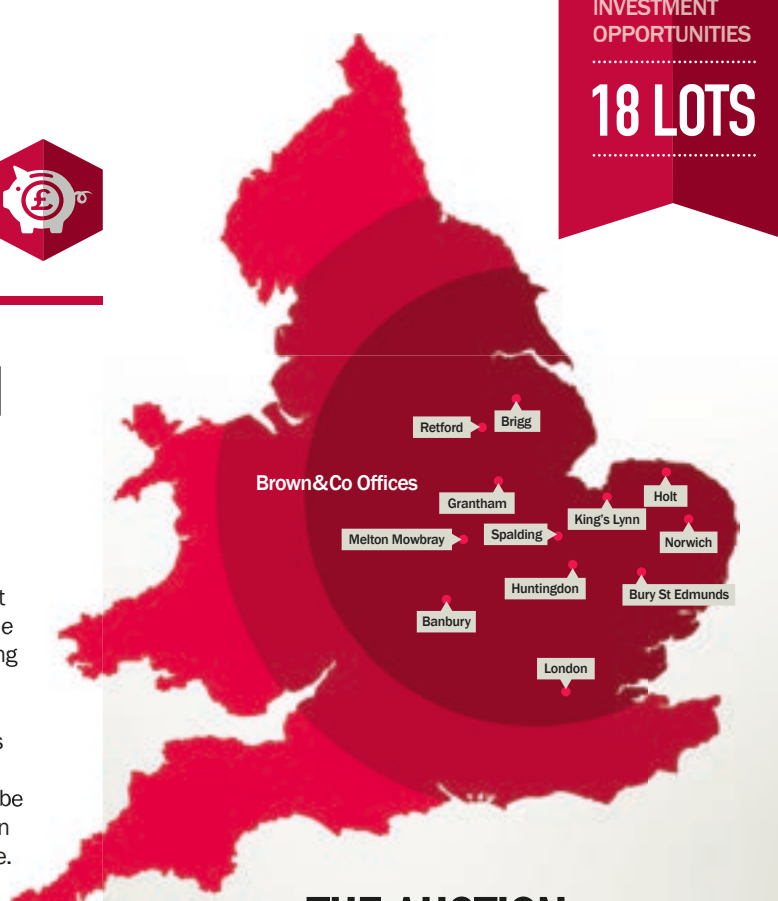 INVESTMENT
OPPORTUNITIES
18 LOTS
£
Brown&Co Offices
Retford
Brigg
Grantham
Holt
King's Lynn
Melton Mowbray
Spalding
Norwich
Huntingdon
Bury St Edmunds
Banbury
London
be
THE AUCTION